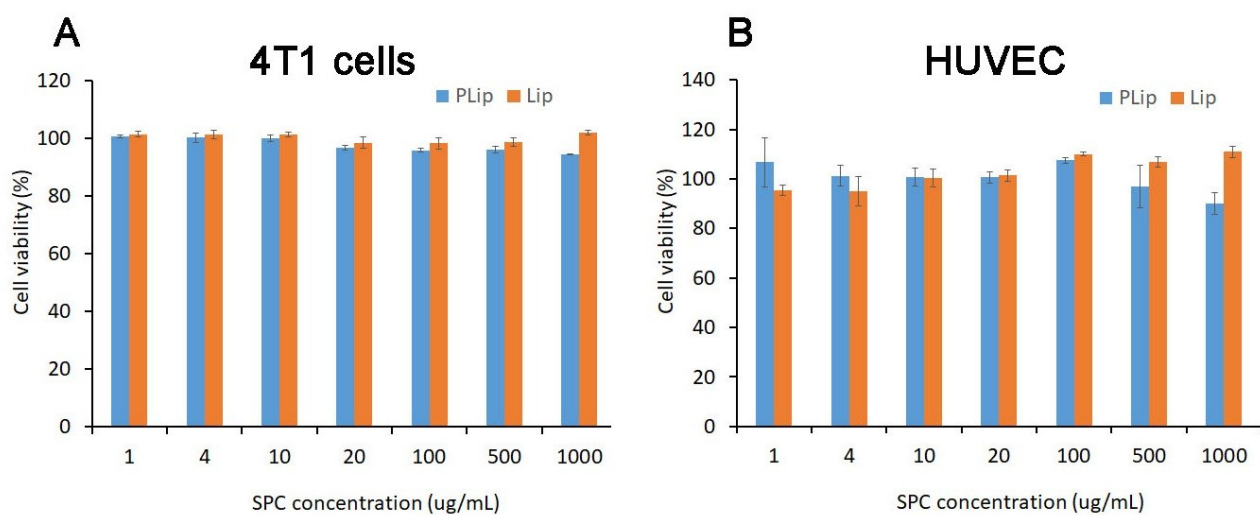 A
4T1 cells
PLip Lip
120
100
80
60
40
20
0
Cell viability (%)
1 4 10 20 100 500 1000
SPC concentration (ug/mL)
B
HUVEC
PLip Lip
140
120
100
80
60
40
20
0
Cell viability (%)
1 4 10 20 100 500 1000
SPC concentration (ug/mL)